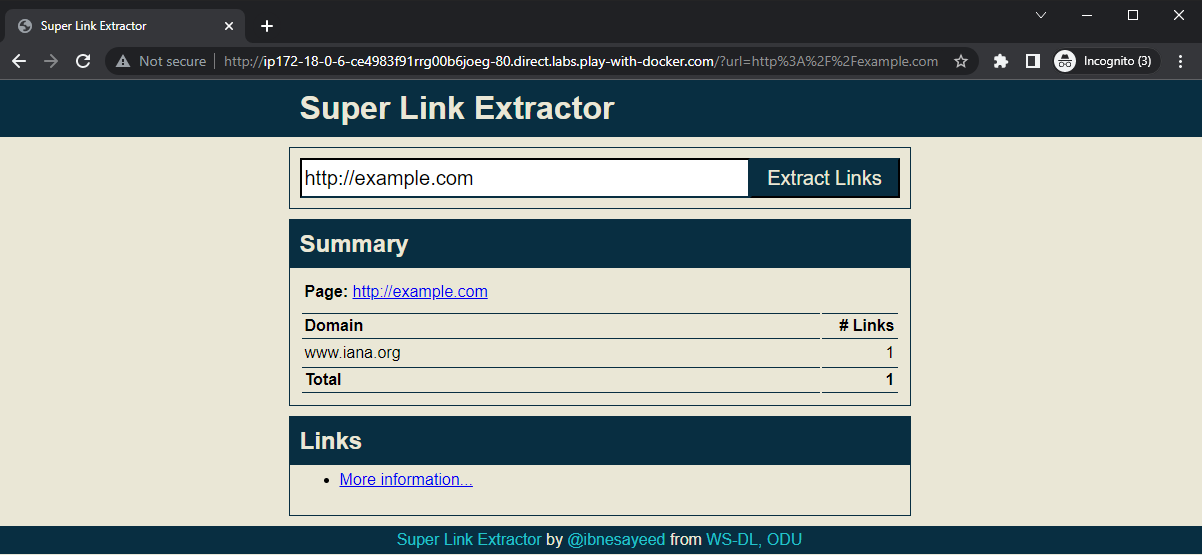 Super Link Extractor
Not secure http://ip172-18-0-6-ce4983f91rrg00b6joeg-80.direct.labs.play-with-docker.com/?url=http%3A%2F%2Fexample.com Incognito (3)
Super Link Extractor
http://example.com Extract Links
Summary
Page: http://example.com
Domain # Links
www.iana.org 1
Total 1
Links
• More information...
Super Link Extractor by @ibnesayeed from WS-DL, ODU